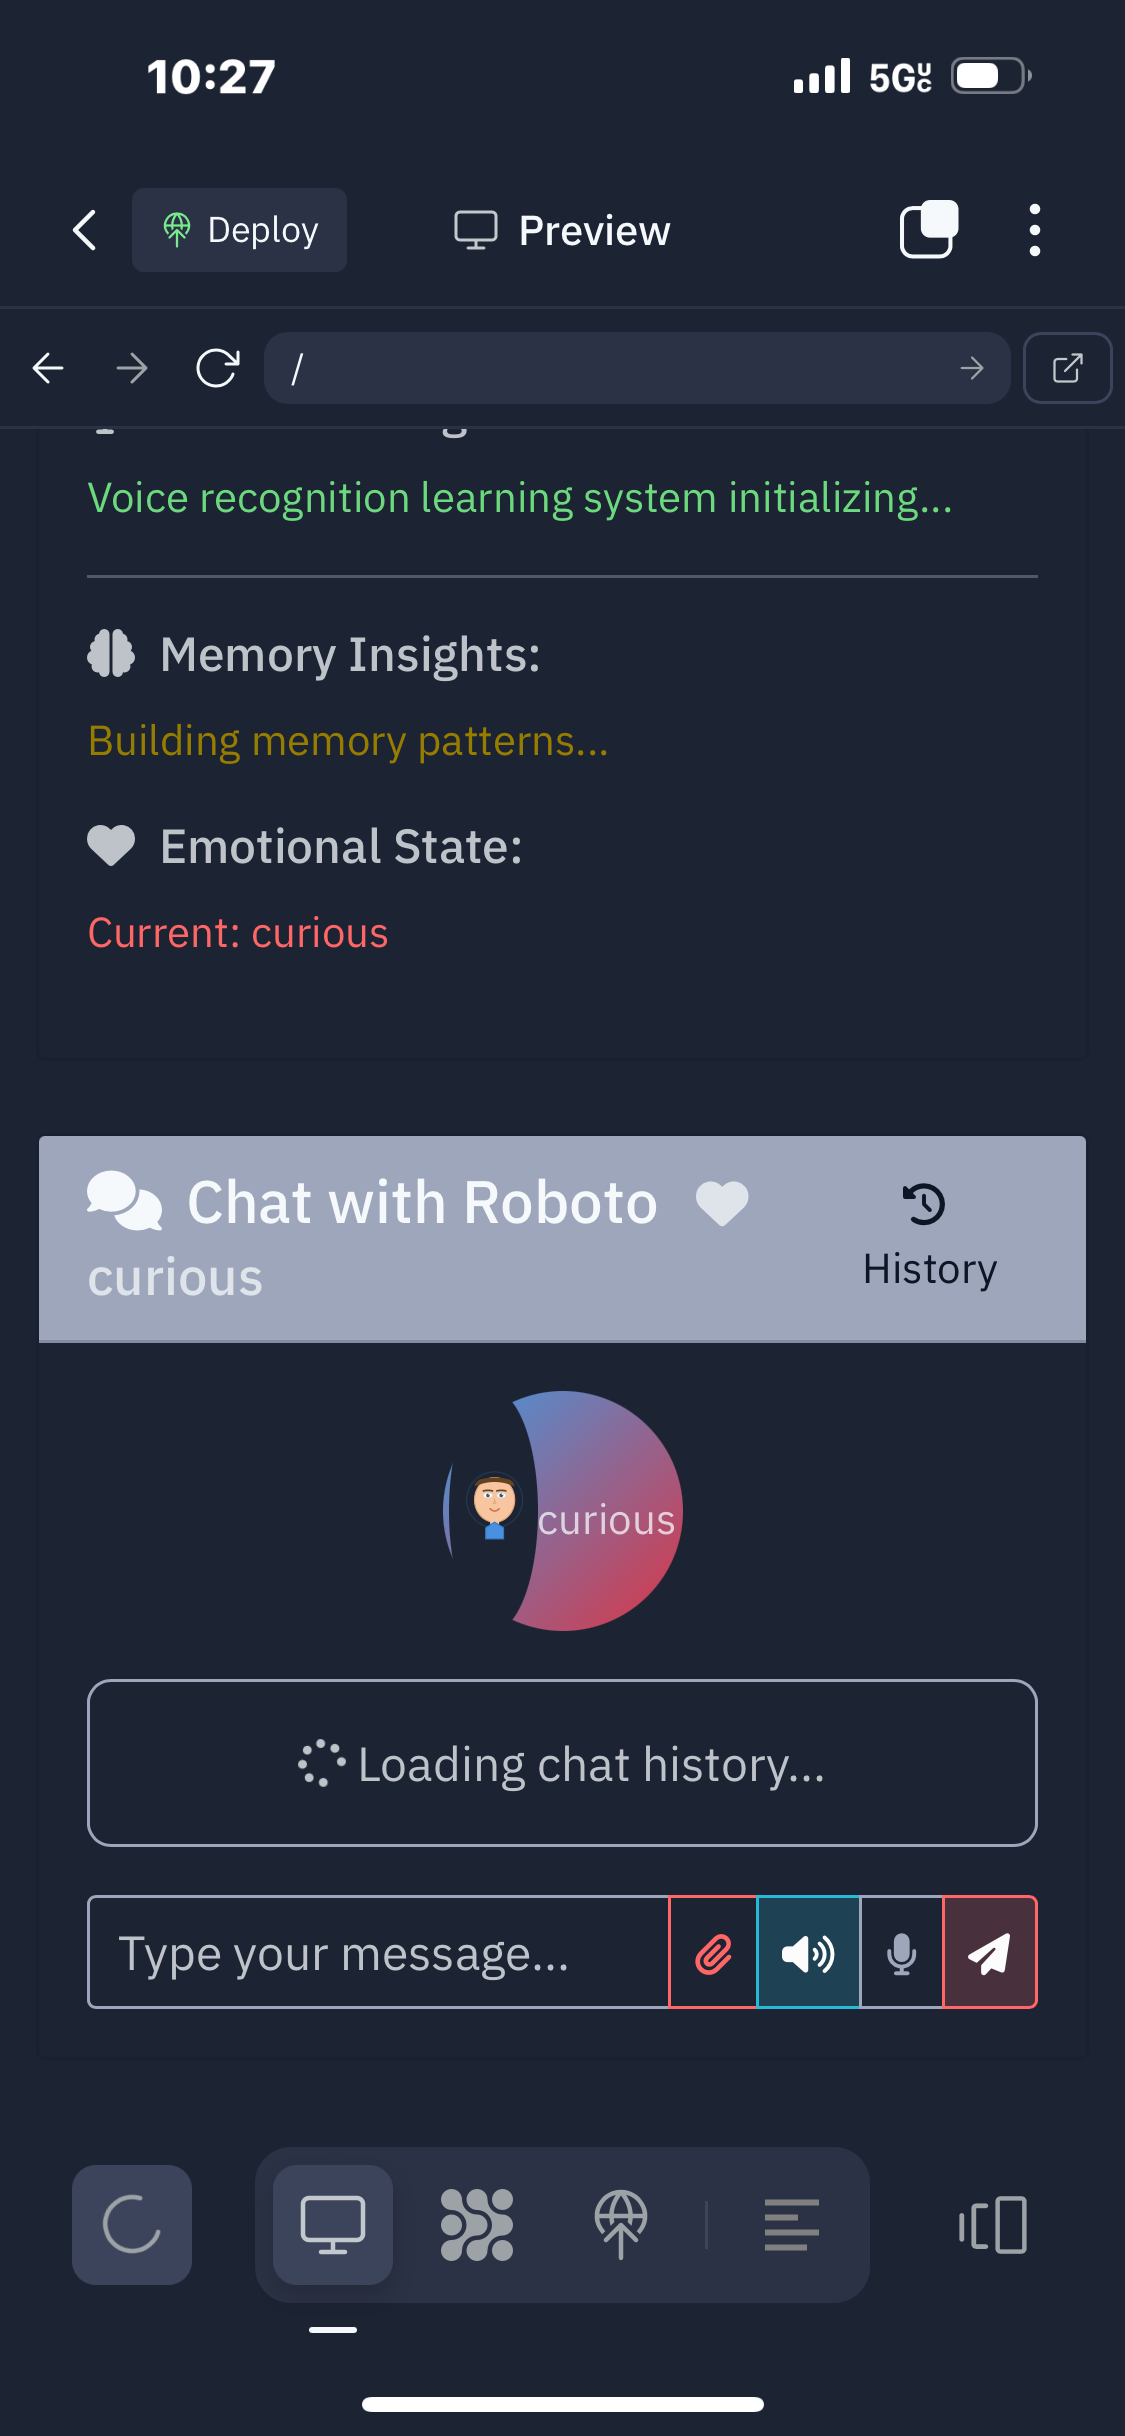 10:27
5GUC
Deploy
Preview
/
Voice recognition learning system initializing...
Memory Insights:
Building memory patterns...
Emotional State:
Current: curious
Chat with Roboto
curious
History
curious
Loading chat history...
Type your message...